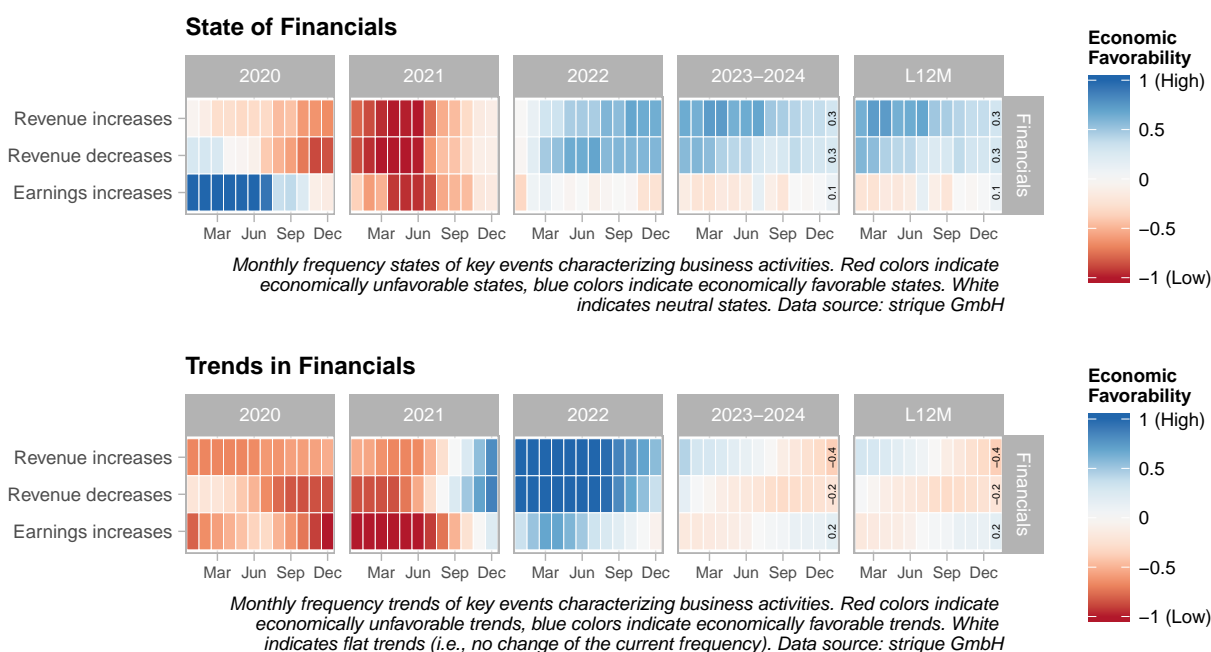 State of Financials
2020 2021 2022 2023−2024 L12M
Revenue increases 0.3 0.3
Revenue decreases 0.3 0.3
Earnings increases 0.1 0.1
Financials
Mar Jun Sep Dec Mar Jun Sep Dec Mar Jun Sep Dec Mar Jun Sep Dec Mar Jun Sep Dec
Monthly frequency states of key events characterizing business activities. Red colors indicate
economically unfavorable states, blue colors indicate economically favorable states. White
indicates neutral states. Data source: strique GmbH
Economic
Favorability
1 (High)
0.5
0
−0.5
−1 (Low)
Trends in Financials
2020 2021 2022 2023−2024 L12M
Revenue increases −0.4 −0.4
Revenue decreases −0.2 −0.2
Earnings increases 0.2 0.2
Financials
Mar Jun Sep Dec Mar Jun Sep Dec Mar Jun Sep Dec Mar Jun Sep Dec Mar Jun Sep Dec
Monthly frequency trends of key events characterizing business activities. Red colors indicate
economically unfavorable trends, blue colors indicate economically favorable trends. White
indicates flat trends (i.e., no change of the current frequency). Data source: strique GmbH
Economic
Favorability
1 (High)
0.5
0
−0.5
−1 (Low)